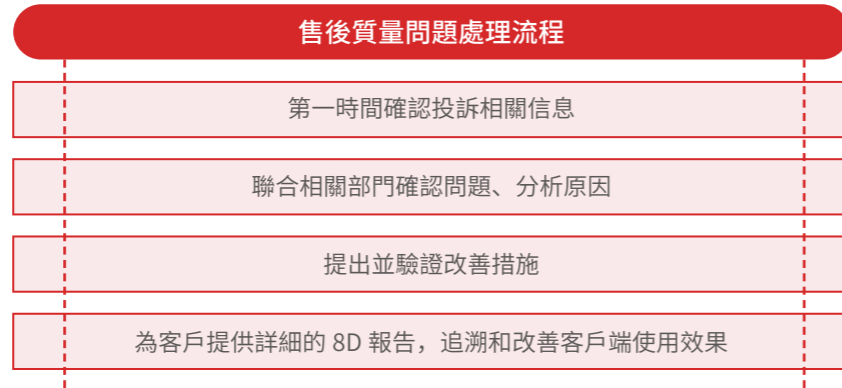 售後質量問題處理流程
第一時間確認投訴相關信息
聯合相關部門確認問題、分析原因
提出並驗證改善措施
為客戶提供詳細的 8D 報告，追溯和改善客戶端使用效果